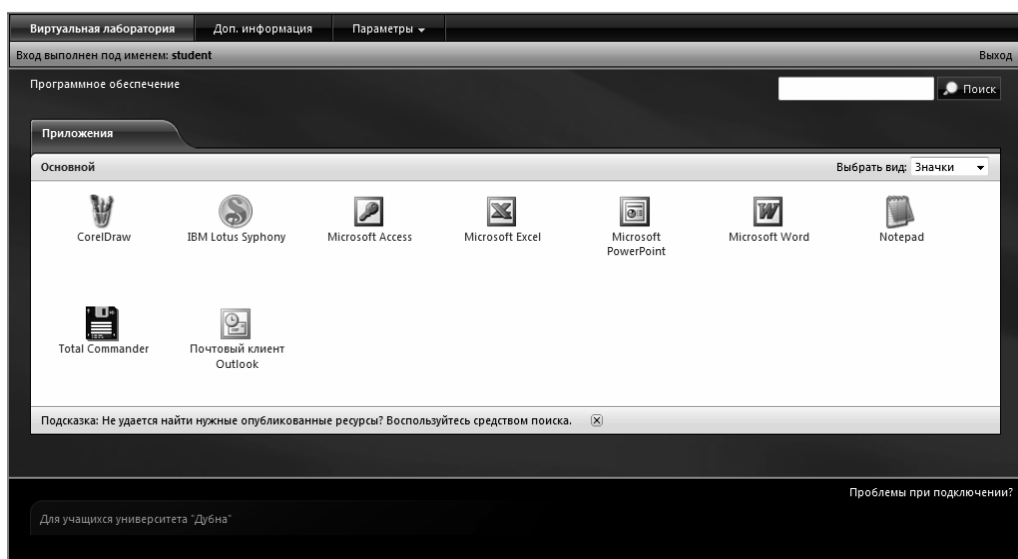 Виртуальная лаборатория Доп. информация Параметры
Вход выполнен под именем: student Выход
Программное обеспечение Поиск
Приложения
Основной Выбрать вид: Значки
CorelDraw IBM Lotus Syphony Microsoft Access Microsoft Excel Microsoft PowerPoint Microsoft Word Notepad
Total Commander Почтовый клиент Outlook
Подсказка: Не удается найти нужные опубликованные ресурсы? Воспользуйтесь средством поиска.
Проблемы при подключении?
Для учащихся университета "Дубна"